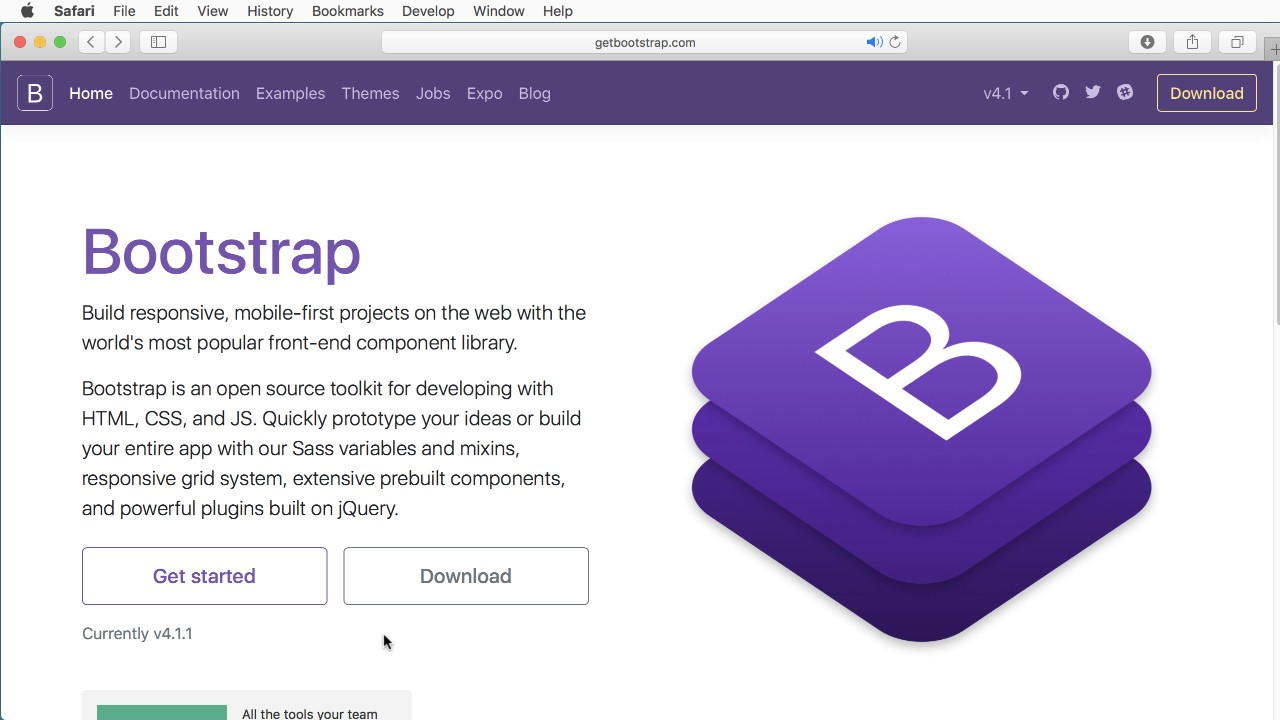 Safari File Edit View History Bookmarks Develop Window Help
getbootstrap.com
B Home Documentation Examples Themes Jobs Expo Blog v4.1 Download
Bootstrap
Build responsive, mobile-first projects on the web with the
world's most popular front-end component library.
Bootstrap is an open source toolkit for developing with
HTML, CSS, and JS. Quickly prototype your ideas or build
your entire app with our Sass variables and mixins,
responsive grid system, extensive prebuilt components,
and powerful plugins built on jQuery.
B
Get started Download
Currently v4.1.1
All the tools your team